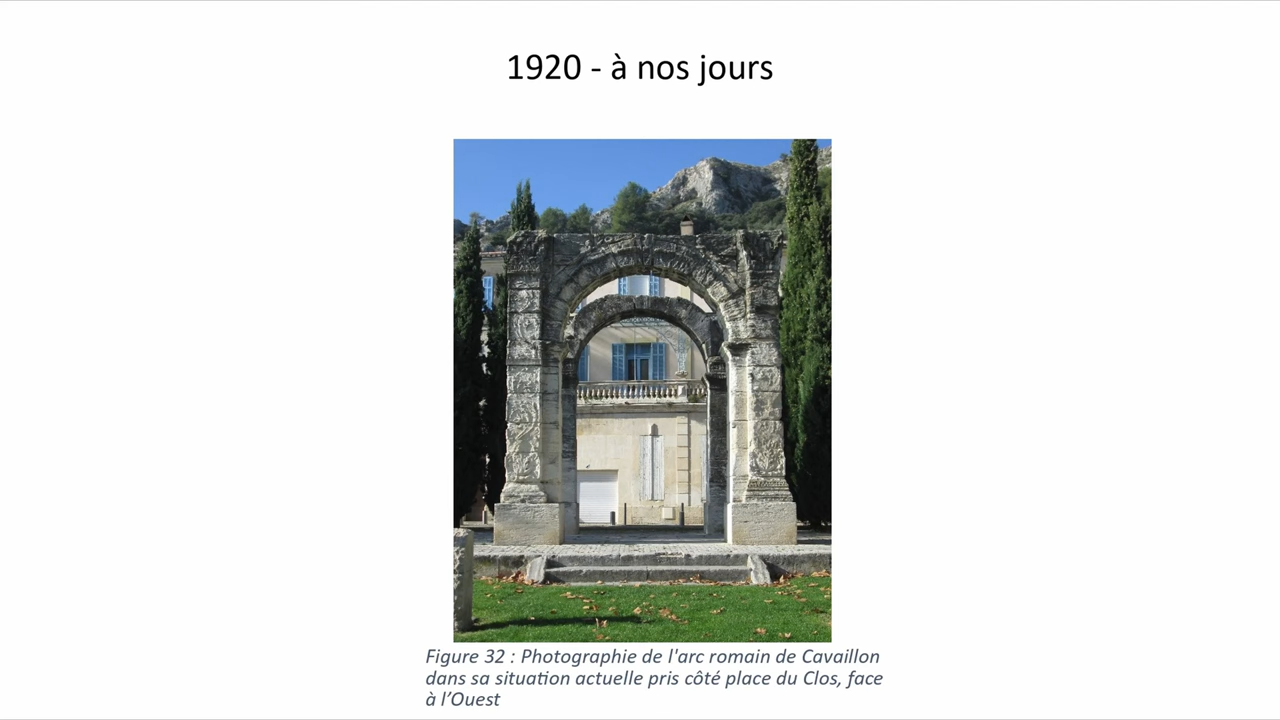 1920 - à nos jours
Figure 32 : Photographie de l'arc romain de Cavaillon
dans sa situation actuelle pris côté place du Clos, face
à l’Ouest